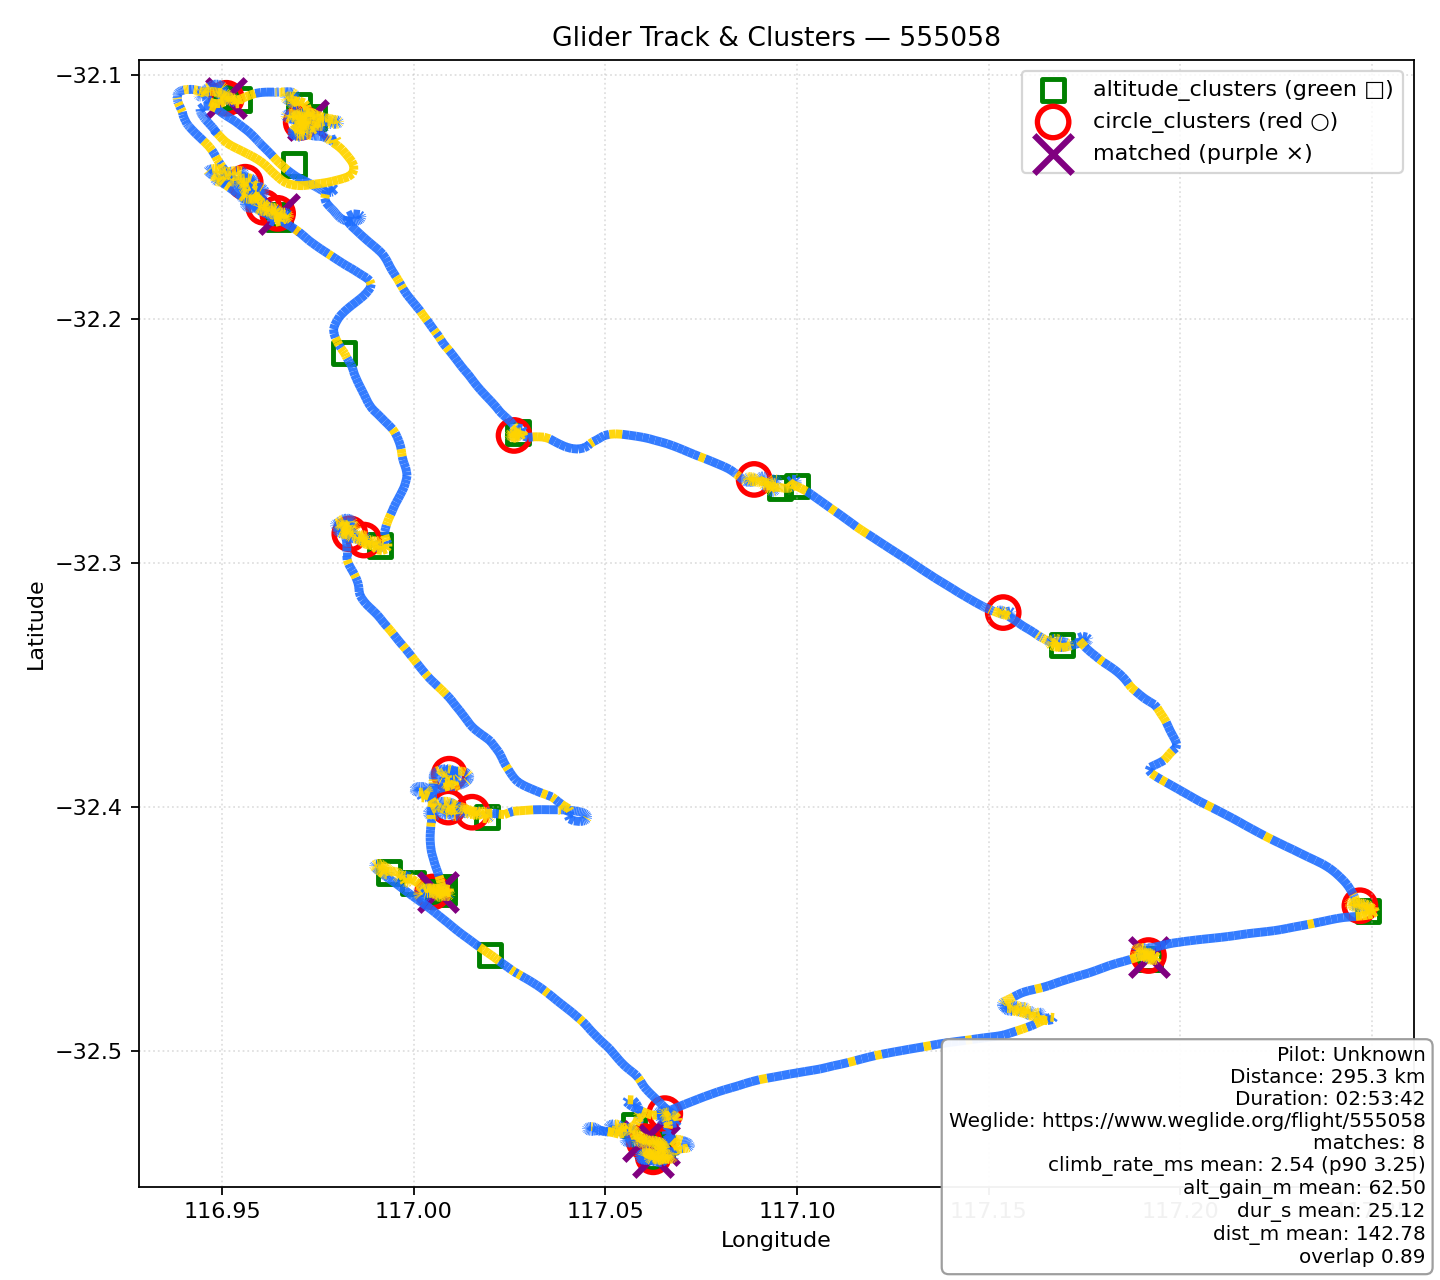 Glider Track & Clusters — 555058
altitude_clusters (green □)
circle_clusters (red ○)
matched (purple ×)
−32.1
−32.2
−32.3
−32.4
−32.5
Latitude
116.95
117.00
117.05
117.10
117.15
117.20
Longitude
Pilot: Unknown
Distance: 295.3 km
Duration: 02:53:42
Weglide: https://www.weglide.org/flight/555058
matches: 8
climb_rate_ms mean: 2.54 (p90 3.25)
alt_gain_m mean: 62.50
dur_s mean: 25.12
dist_m mean: 142.78
overlap 0.89